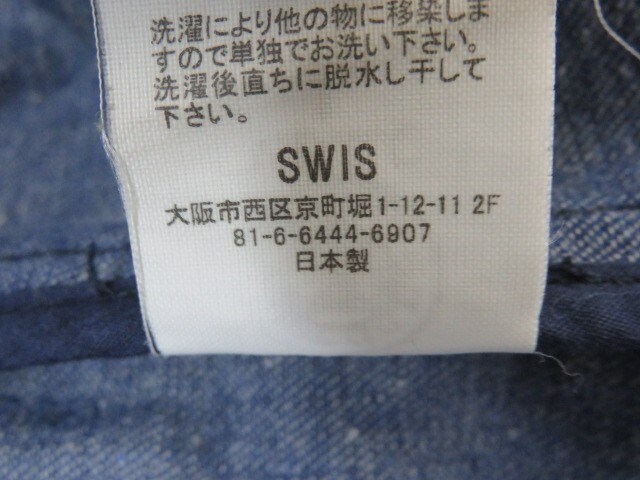 洗濯により他の物に移染しま
すので単独でお洗い下さい。
洗濯後直ちに脱水し干して
下さい。
SWIS
大阪市西区京町堀1-12-11 2F
81-6-6444-6907
日本製